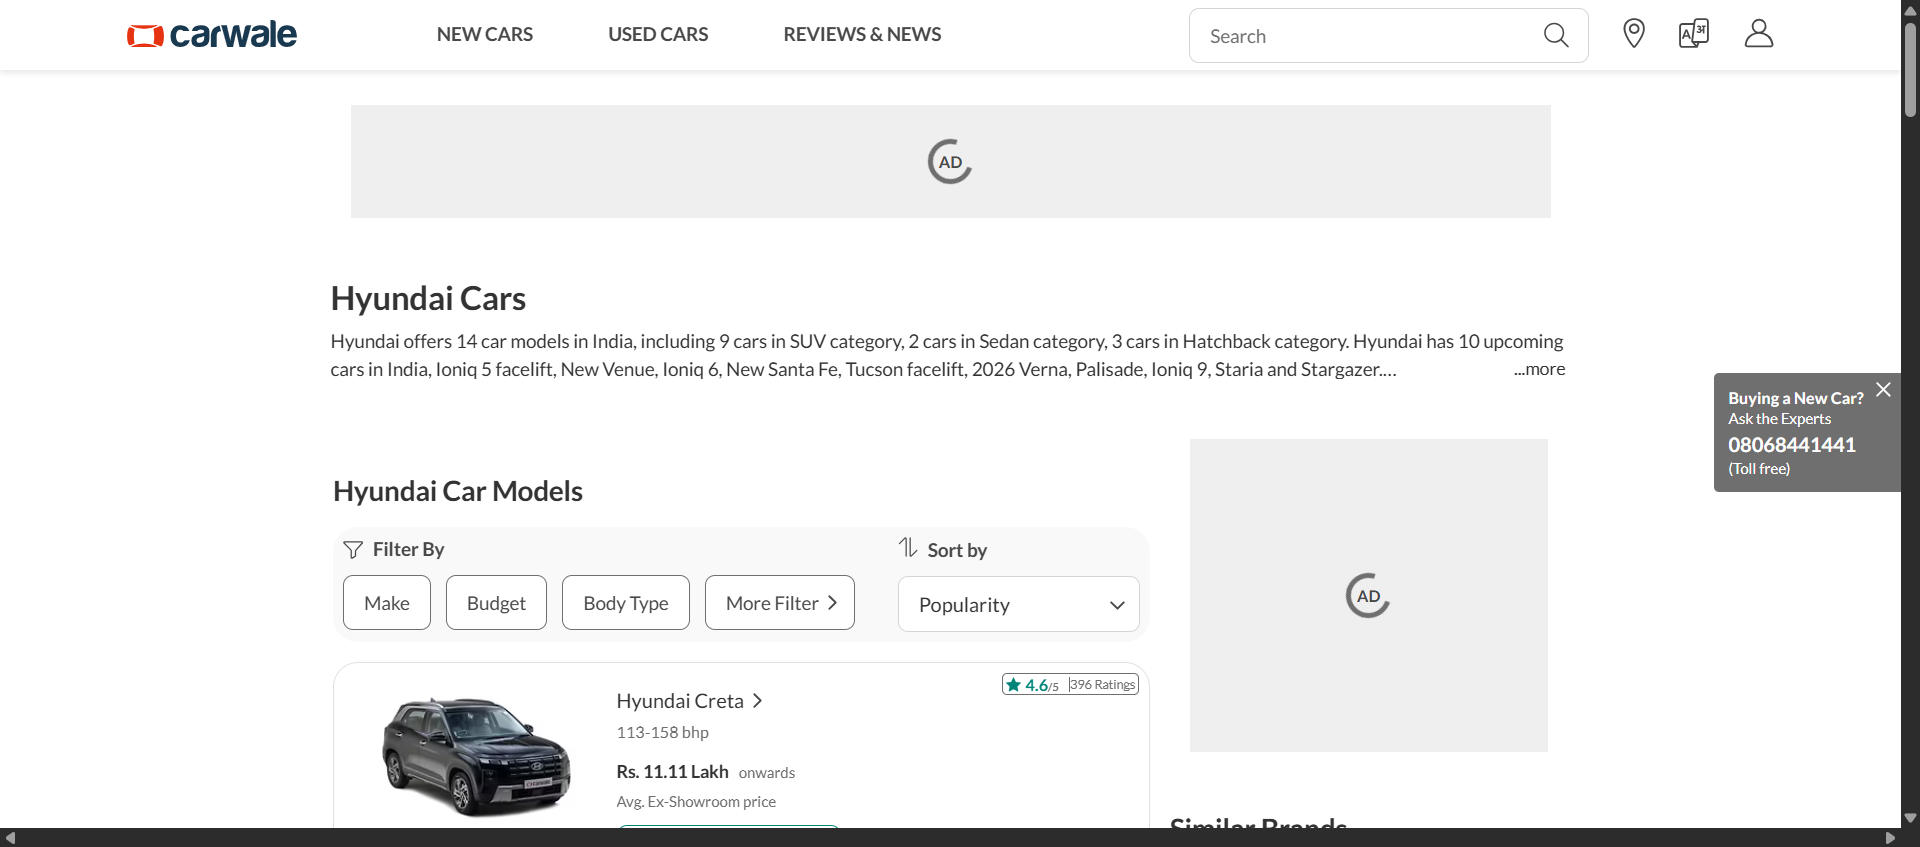 carwale
NEW CARS
USED CARS
REVIEWS & NEWS
Search
AD
Hyundai Cars
Hyundai offers 14 car models in India, including 9 cars in SUV category, 2 cars in Sedan category, 3 cars in Hatchback category. Hyundai has 10 upcoming
cars in India, Ioniq 5 facelift, New Venue, Ioniq 6, New Santa Fe, Tucson facelift, 2026 Verna, Palisade, Ioniq 9, Staria and Stargazer.... ...more
Buying a New Car?
Ask the Experts
08068441441
(Toll free)
Hyundai Car Models
Filter By
Make
Budget
Body Type
More Filter
Sort by
Popularity
AD
Hyundai Creta
4.6/5 396 Ratings
113-158 bhp
Rs. 11.11 Lakh onwards
Avg. Ex-Showroom price
Similar Brands